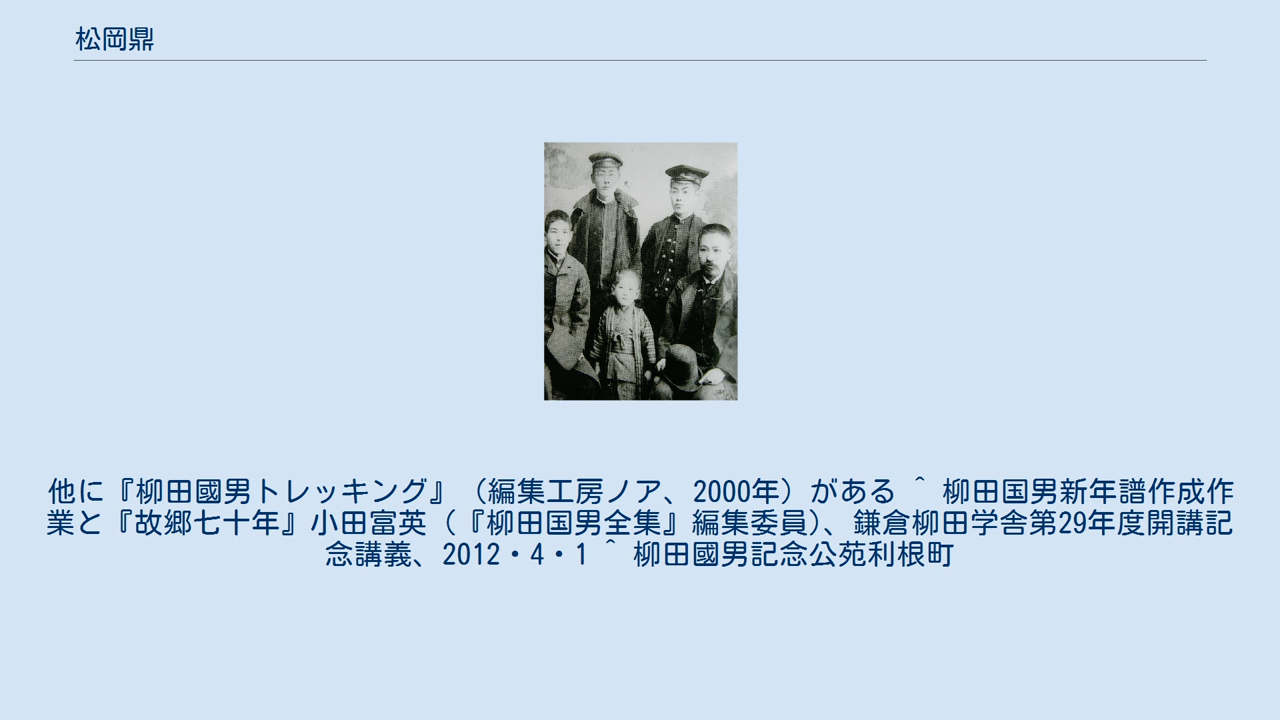 松岡鼎
他に『柳田國男トレッキング』（編集工房ノア、2000年）がある ＾ 柳田国男新年譜作成作
業と『故郷七十年』小田富英（『柳田国男全集』編集委員）、鎌倉柳田学舎第29年度開講記
念講義、2012・4・1 ＾ 柳田國男記念公苑利根町